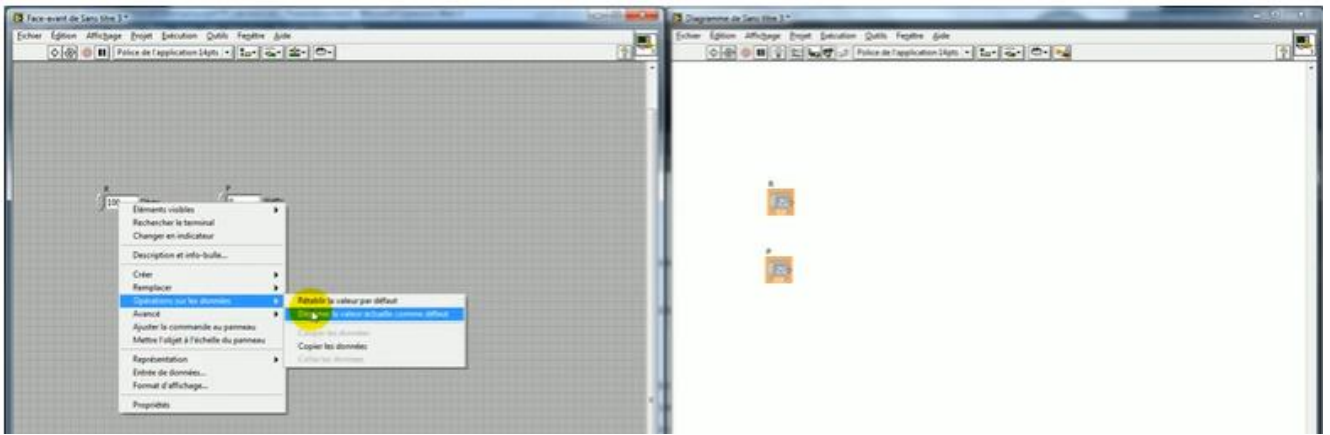 Face-avant de Sans titre 3 *
Fichier Édition Affichage Projet Exécution Outils Fenêtre Aide
Police de l'application 14pts
R
P
100
Éléments visibles
Rechercher le terminal
Changer en indicateur
Description et info-bulle...
Créer
Remplacer
Opérations sur les données
Avancé
Ajuster la commande au panneau
Mettre l'objet à l'échelle du panneau
Représentation
Entrée de données...
Format d'affichage...
Propriétés
Rétablir la valeur par défaut
la valeur actuelle comme défaut
Couper les données
Copier les données
Coller les données
Diagramme de Sans titre 3 *
Fichier Édition Affichage Projet Exécution Outils Fenêtre Aide
Police de l'application 14pts
R
P